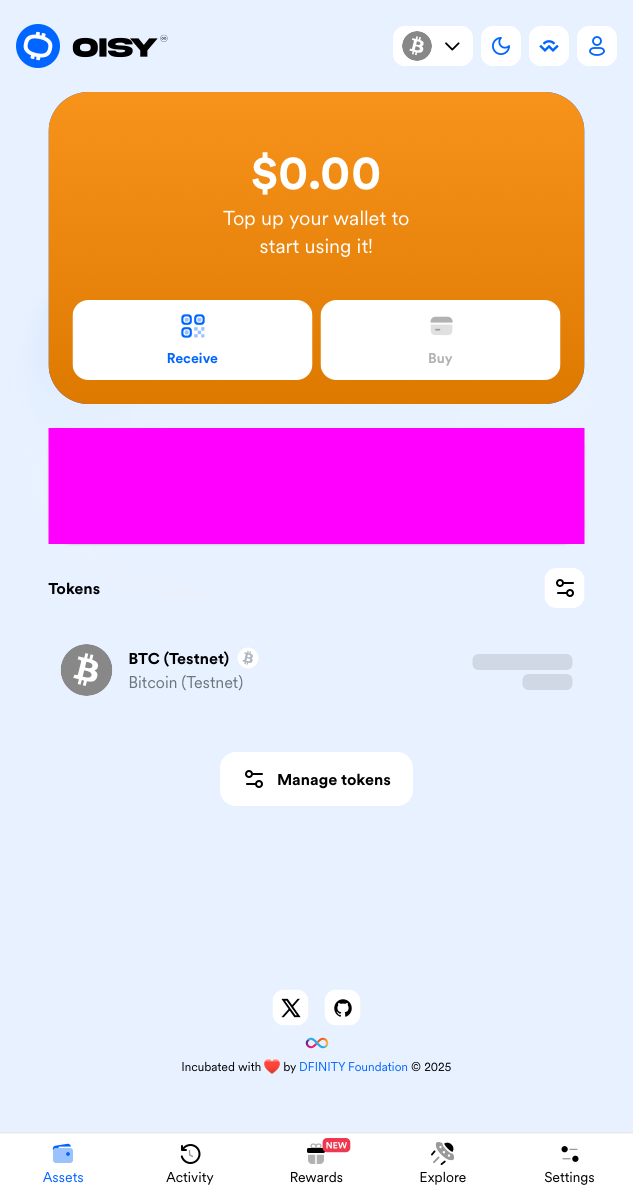 OISY
$0.00
Top up your wallet to
start using it!
Receive
Buy
Tokens
BTC (Testnet)
Bitcoin (Testnet)
Manage tokens
Incubated with ❤️ by DFINITY Foundation © 2025
NEW
Assets
Activity
Rewards
Explore
Settings